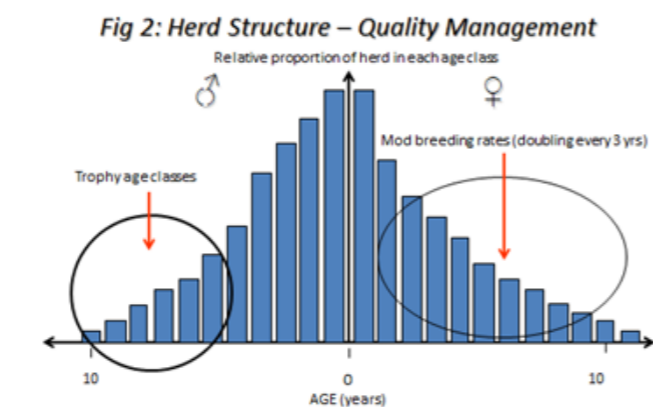 Fig 2: Herd Structure – Quality Management
Relative proportion of herd in each age class
♂ ♀
Mod breeding rates (doubling every 3 yrs)
Trophy age classes
10 0 10
AGE (years)